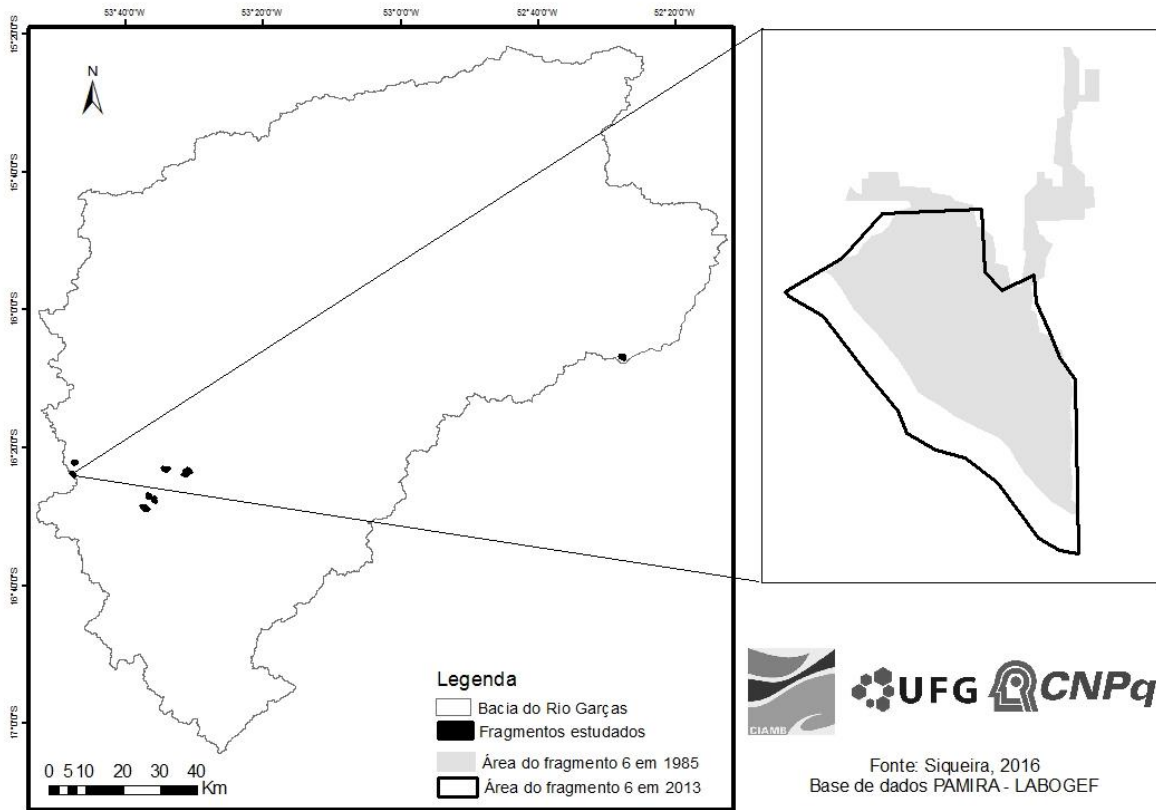 53°40'0"W 53°20'0"W 53°0'0"W 52°40'0"W 52°20'0"W
15°20'0"S
15°40'0"S
16°0'0"S
16°20'0"S
16°40'0"S
17°0'0"S
N
Legenda
Bacia do Rio Garças
Fragmentos estudados
Área do fragmento 6 em 1985
Área do fragmento 6 em 2013
0 5 10 20 30 40
Km
CIAMB
UFG
CNPq
Fonte: Siqueira, 2016
Base de dados PAMIRA - LABOGEF